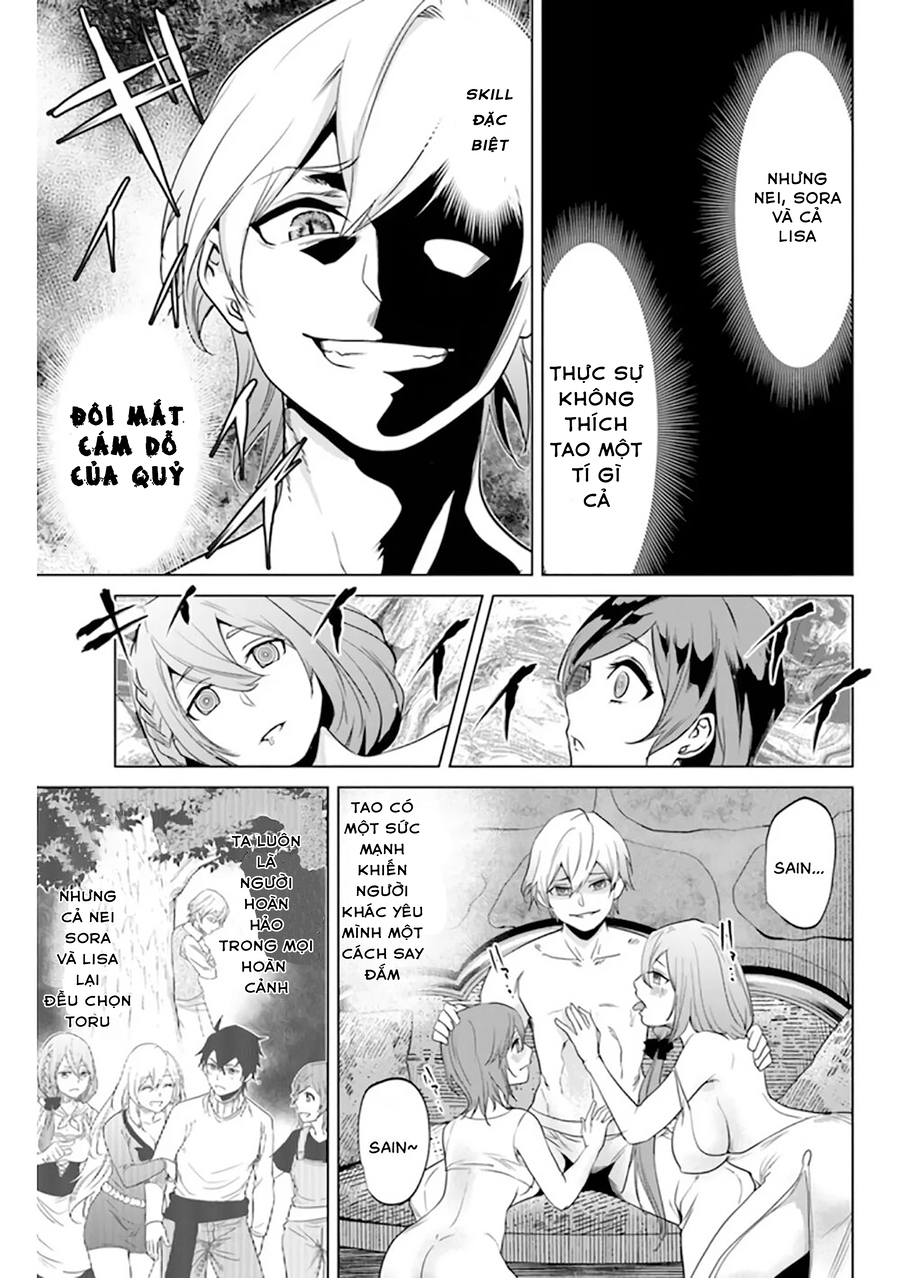 NHƯNG
NEI, SORA
VÀ CẢ
LISA
THỰC SỰ
KHÔNG
THÍCH
TAO MỘT
TÍ GÌ
CẢ
SKILL
ĐẶC
BIỆT
ĐÔI MẮT
CÁM DỖ
CỦA QUỶ
SAIN...
TAO CÓ
MỘT SỨC
MẠNH
KHIẾN
NGƯỜI
KHÁC YÊU
MÌNH MỘT
CÁCH SAY
ĐẮM
SAIN~
TA LUÔN
LÀ
NGƯỜI
HOÀN
HẢO
TRONG MỌI
HOÀN
CẢNH
NHƯNG
CẢ NEI
SORA
VÀ LISA
LẠI
ĐỀU CHỌN
TORU